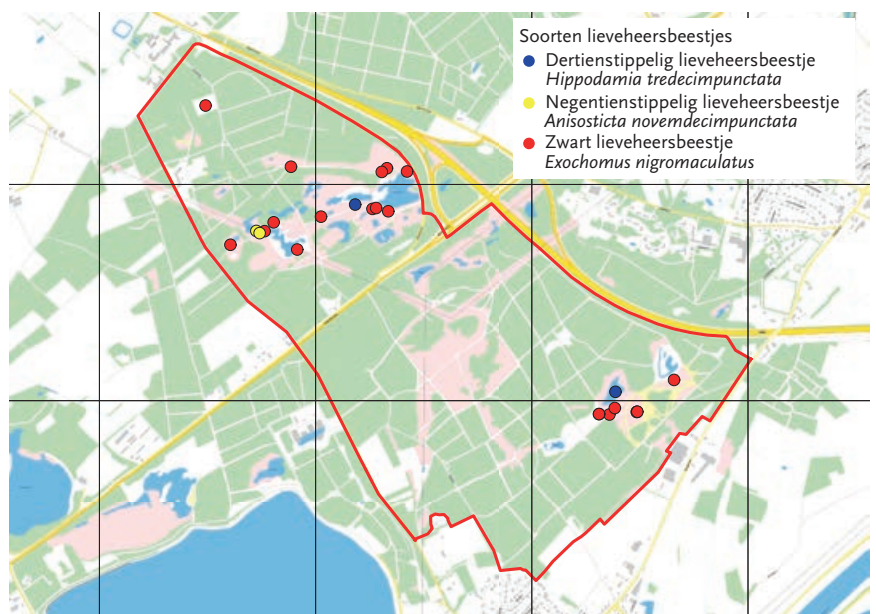 Soorten lieveheersbeestjes
Dertienstippelig lieveheersbeestje
Hippodamia tredecimpunctata
Negentienstippelig lieveheersbeestje
Anisosticta novemdecimpunctata
Zwart lieveheersbeestje
Exochomus nigromaculatus